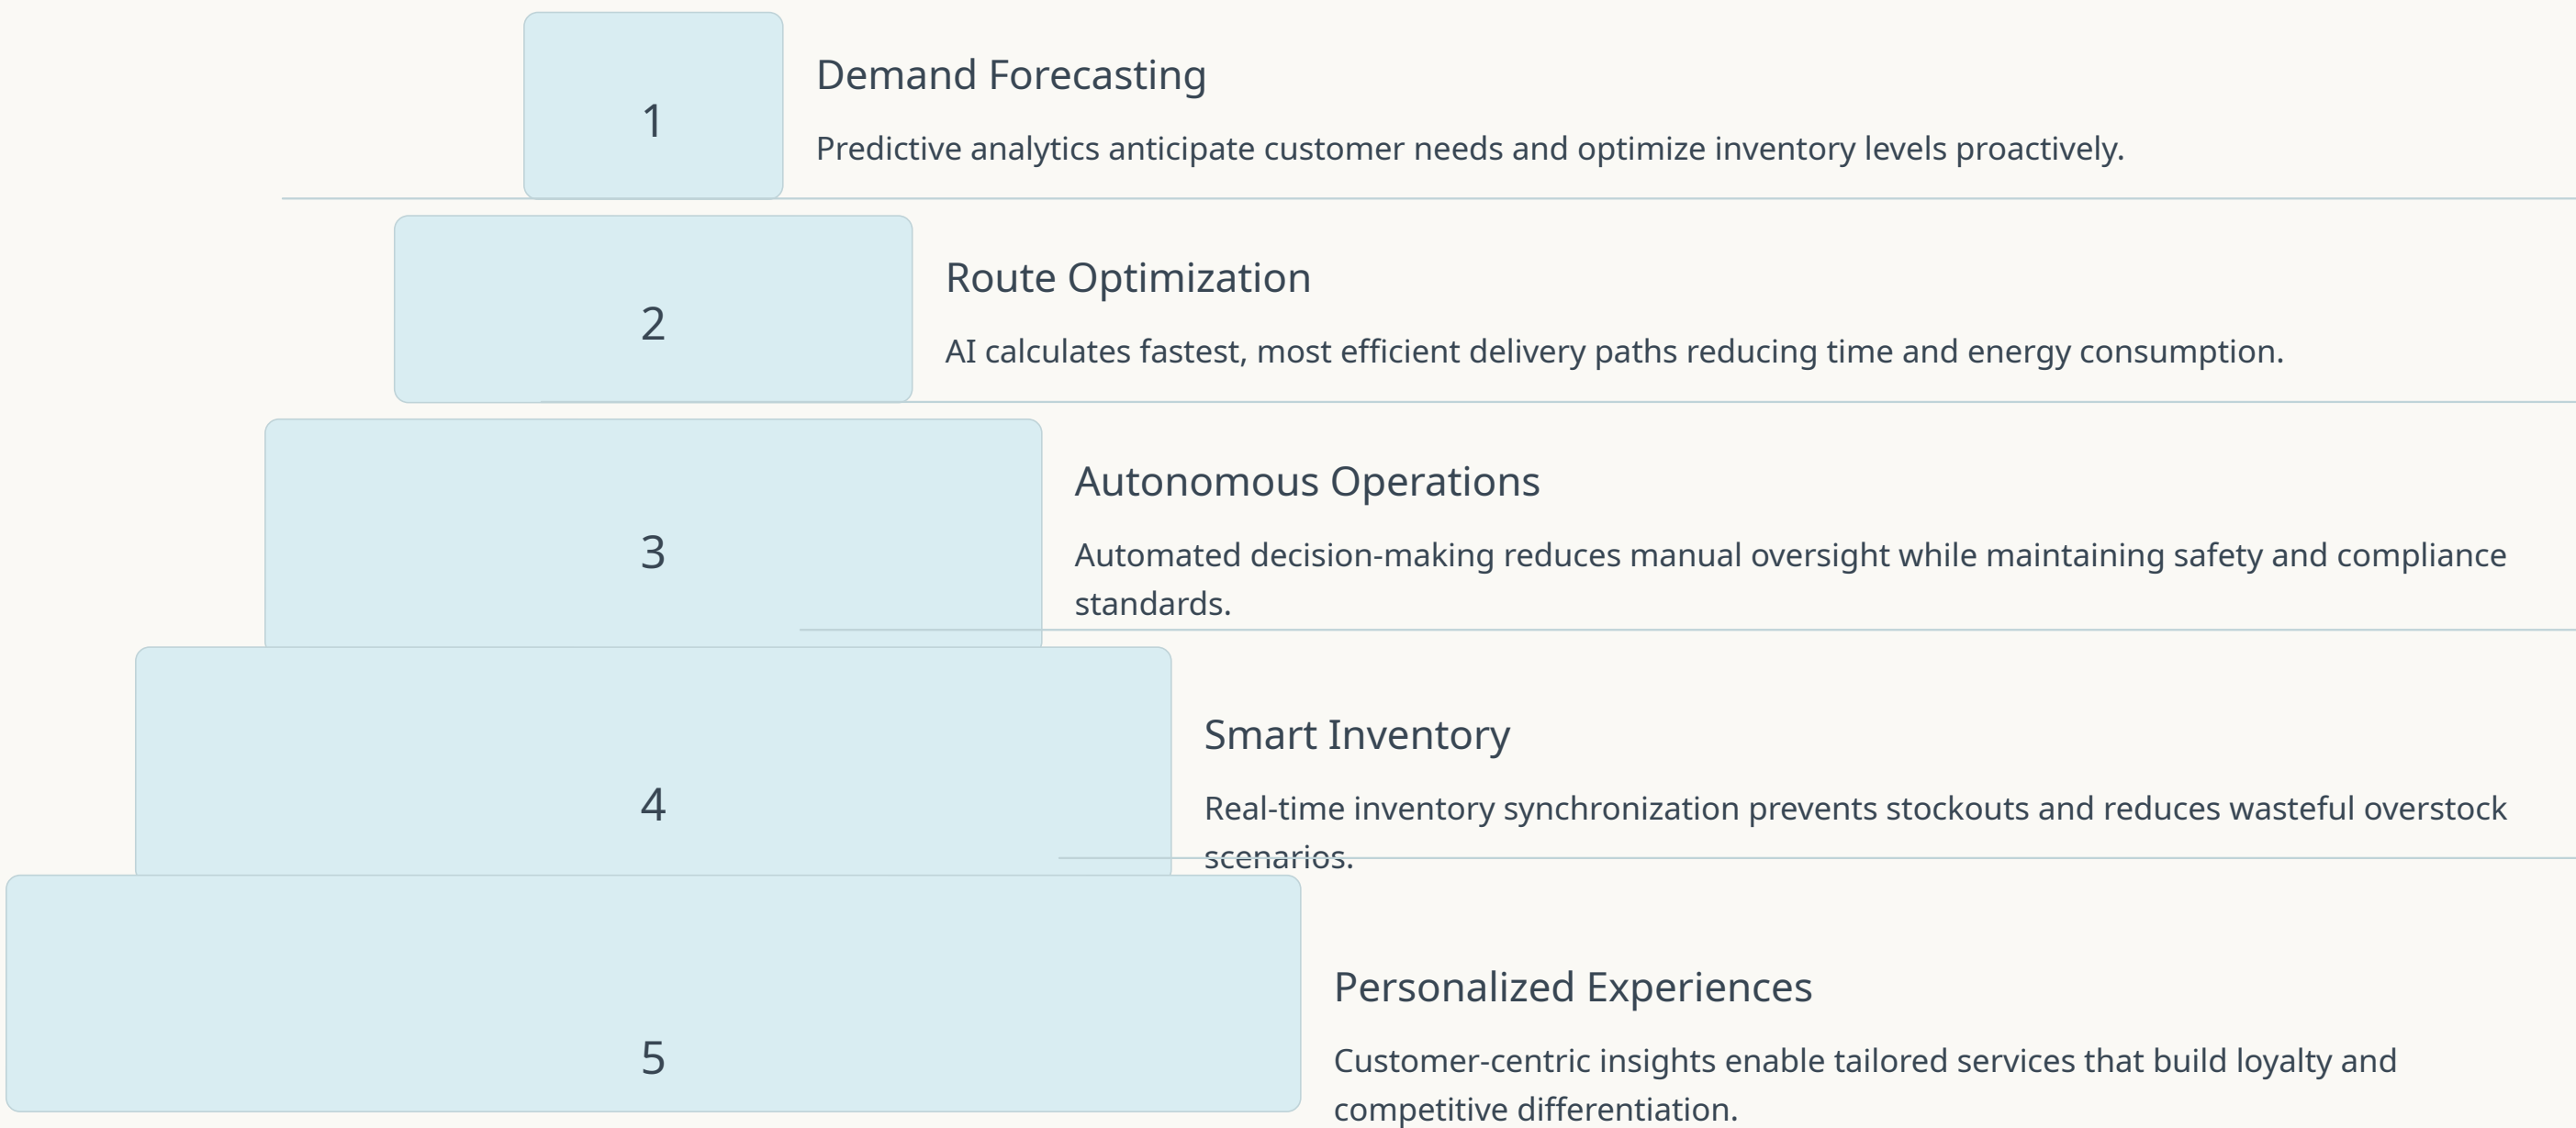 1
Demand Forecasting
Predictive analytics anticipate customer needs and optimize inventory levels proactively.
2
Route Optimization
AI calculates fastest, most efficient delivery paths reducing time and energy consumption.
3
Autonomous Operations
Automated decision-making reduces manual oversight while maintaining safety and compliance
standards.
4
Smart Inventory
Real-time inventory synchronization prevents stockouts and reduces wasteful overstock
scenarios.
5
Personalized Experiences
Customer-centric insights enable tailored services that build loyalty and
competitive differentiation.